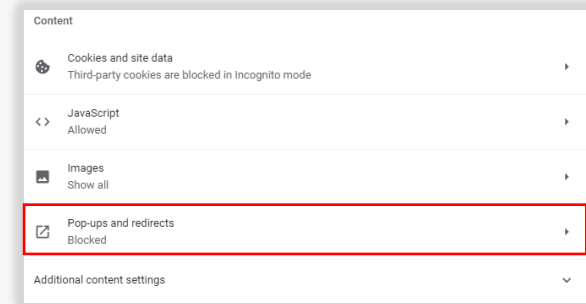 Content
Cookies and site data
Third-party cookies are blocked in Incognito mode
JavaScript
Allowed
Images
Show all
Pop-ups and redirects
Blocked
Additional content settings